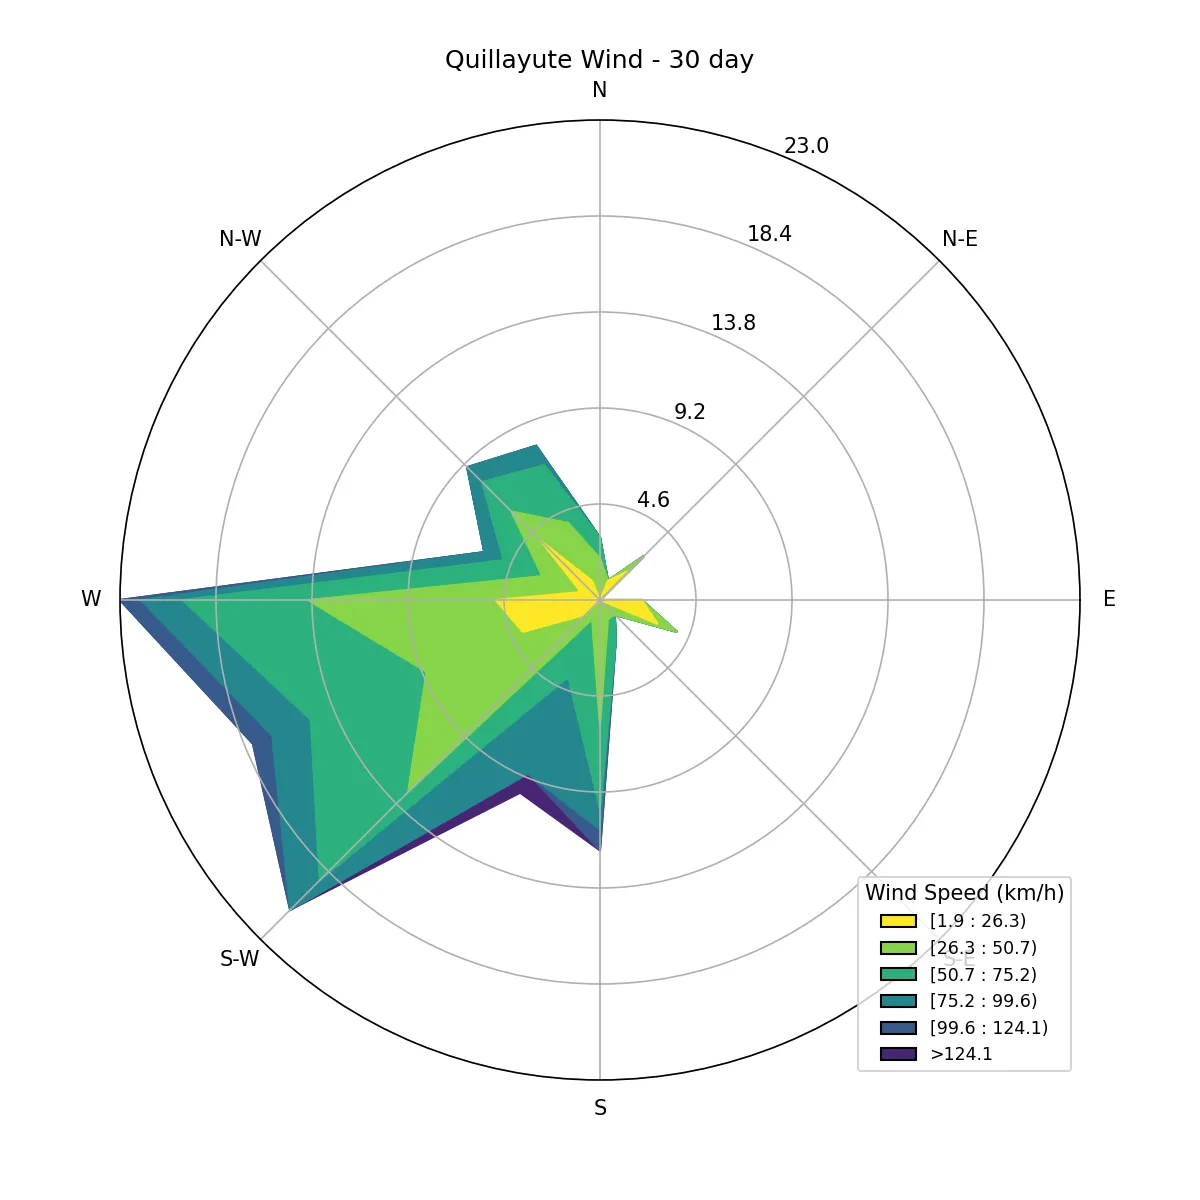 Quillayute Wind - 30 day
N
23.0
N-W
N-E
18.4
13.8
9.2
4.6
W
E
S-W
S-E
S
Wind Speed (km/h)
[1.9 : 26.3)
[26.3 : 50.7)
[50.7 : 75.2)
[75.2 : 99.6)
[99.6 : 124.1)
>124.1